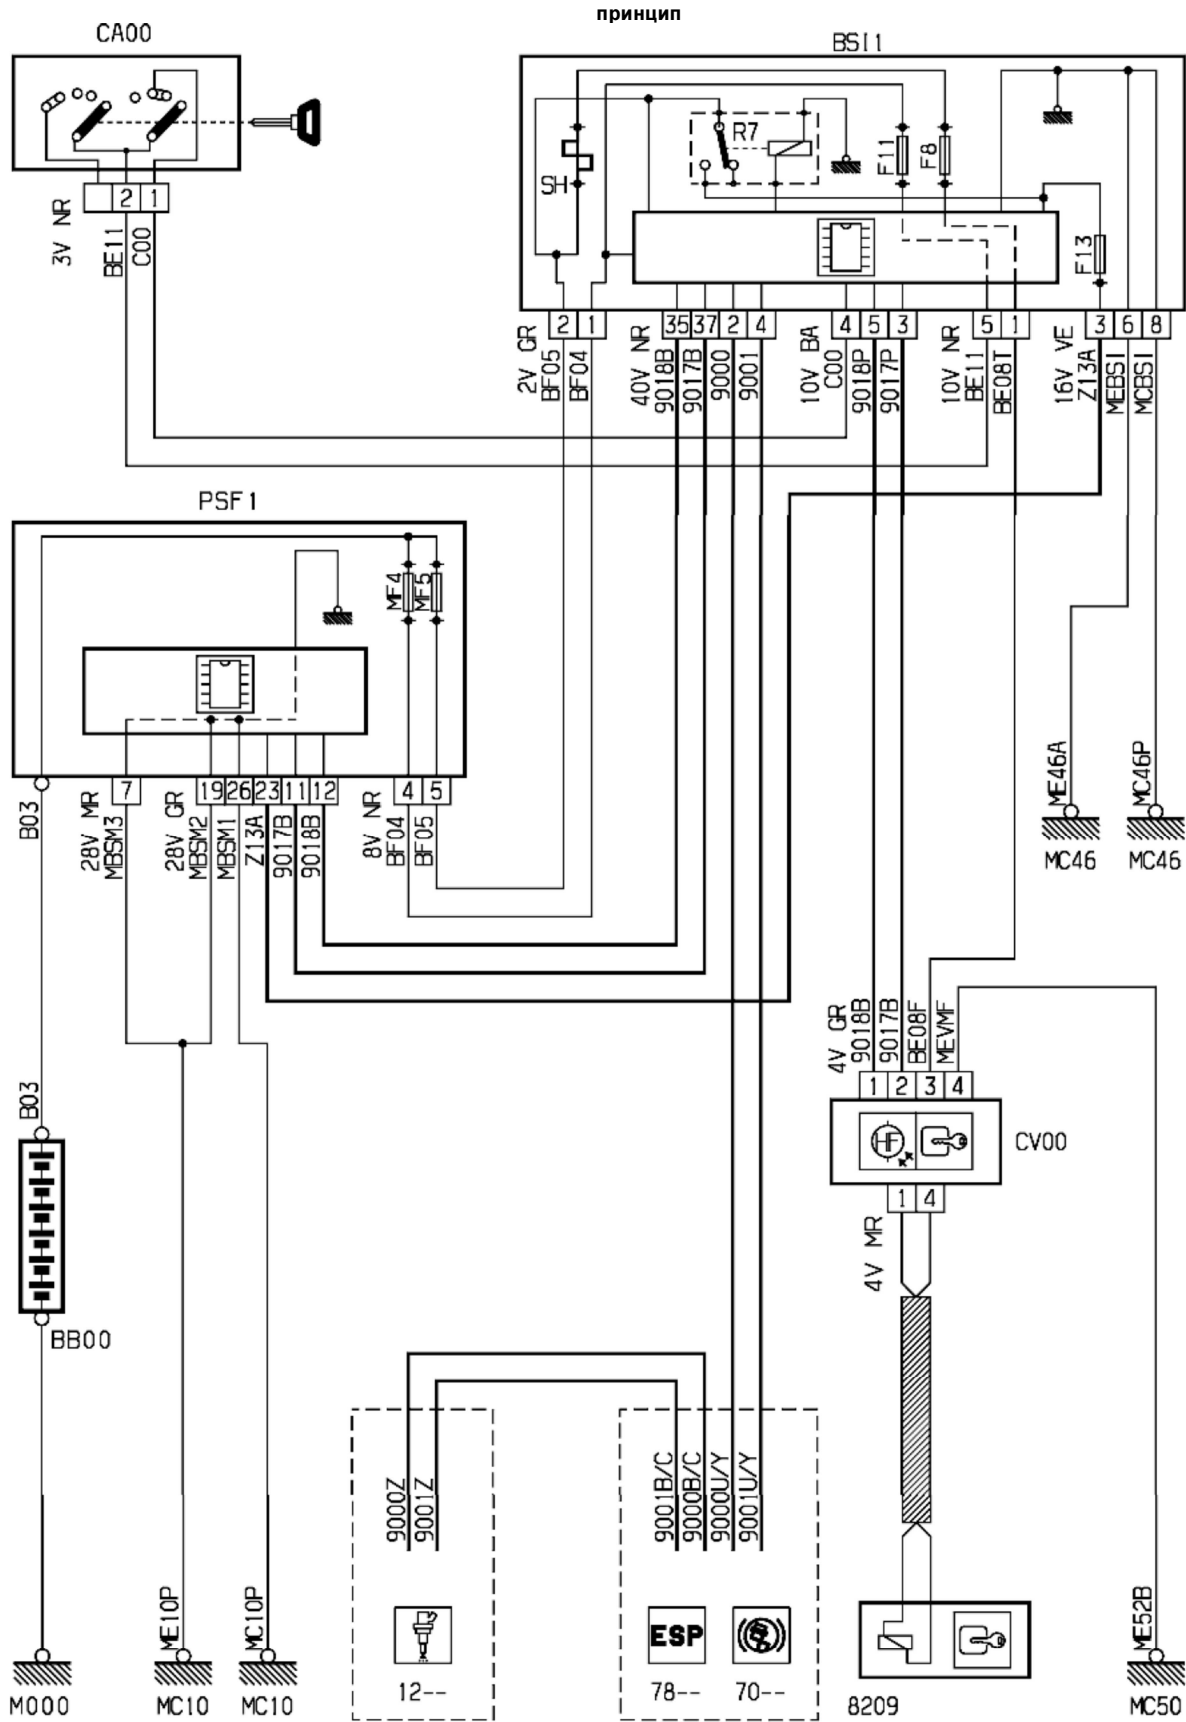 принцип
CA00
BSI1
R7
F11
F8
SH
F13
2 1
3V NR
BE11
C00
2 1
35 37 2 4
4 5 3
5 1
3 6 8
2V GR
BF05
BF04
40V NR
9018B
9017B
9000
9001
10V BA
C00
9018P
9017P
10V NR
BE11
BE08T
16V VE
Z13A
MEBSI
MCBSI
PSF1
MF4
MF5
7
19 26 23 11 12
4 5
B03
28V MR
MBSM3
28V GR
MBSM2
MBSM1
Z13A
9017B
9018B
8V NR
BF04
BF05
ME46A
MC46P
MC46
MC46
4V GR
9018B
9017B
BE08F
MEVMF
B03
1 2 3 4
HF
CV00
1 4
4V MR
BB00
9000Z
9001Z
9001B/C
9000B/C
9000U/Y
9001U/Y
ME10P
MC10P
ME52B
ESP
M000
MC10
MC10
12--
78--
70--
8209
MC50